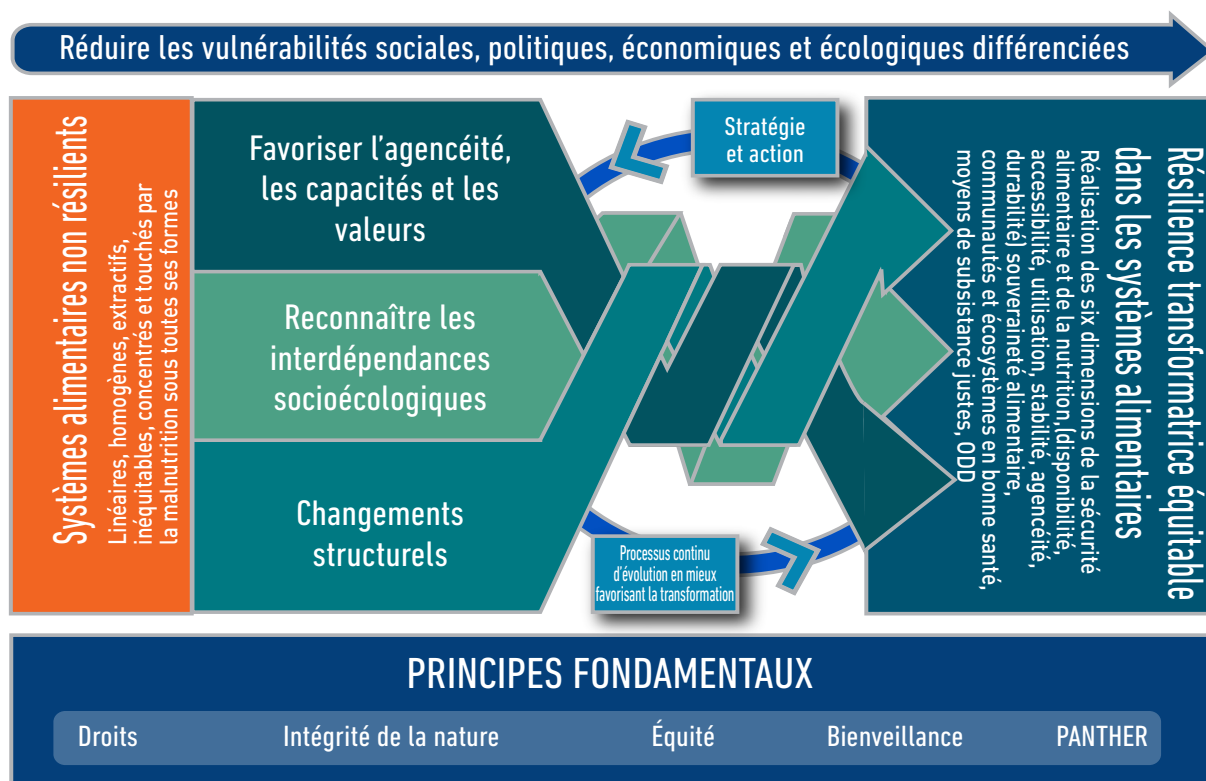 Réduire les vulnérabilités sociales, politiques, économiques et écologiques différenciées
Systèmes alimentaires non résilients
Linéaires, homogènes, extractifs,
inéquitables, concentrés et touchés par
la malnutrition sous toutes ses formes
Favoriser l'agencéité,
les capacités et les
valeurs
Reconnaître les
interdépendances
socioécologiques
Changements
structurels
Stratégie
et action
Processus continu
d'évolution en mieux
favorisant la transformation
Résilience transformatrice équitable
dans les systèmes alimentaires
Réalisation des six dimensions de la sécurité
alimentaire et de la nutrition,(disponibilité,
accessibilité, utilisation, stabilité, agencéité,
durabilité) souveraineté alimentaire,
communautés et écosystèmes en bonne santé,
moyens de subsistance justes, ODD
PRINCIPES FONDAMENTAUX
Droits Intégrité de la nature Équité Bienveillance PANTHER